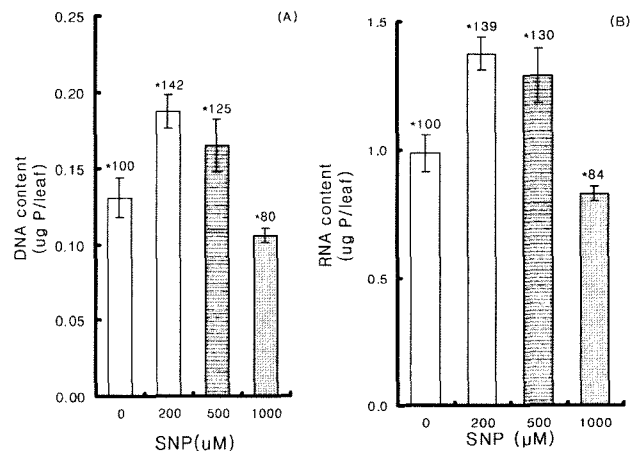 (A)
0.25
0.20
0.15
0.10
0.05
0.00
DNA content
(ug P/leaf)
*100
*142
*125
*80
0 200 500 1000
SNP(uM)
(B)
1.5
1.0
0.5
0.0
RNA content
(ug P/leaf)
*100
*139
*130
*84
0 200 500 1000
SNP (μM)